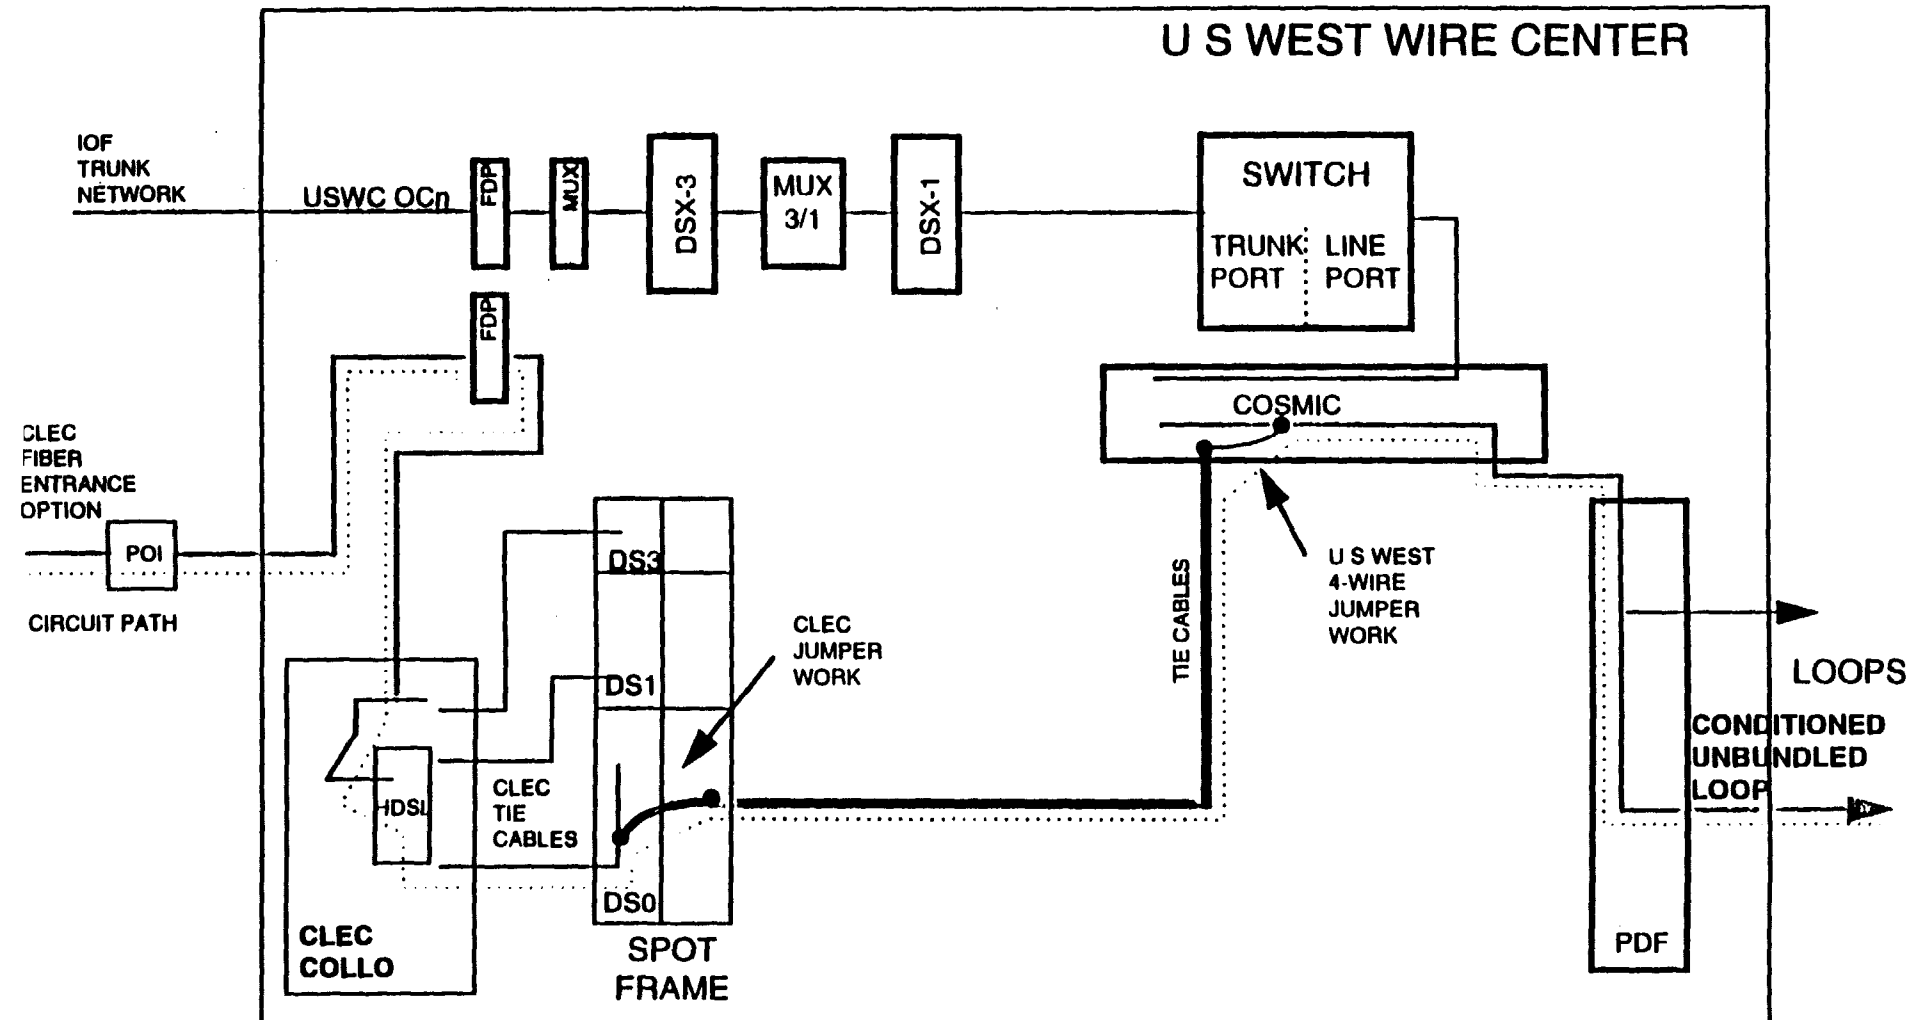 U S WEST WIRE CENTER
IOF
TRUNK
NETWORK
USWC OCn
FDP
MUX
DSX-3
MUX
3/1
DSX-1
SWITCH
TRUNK
PORT
LINE
PORT
FDP
COSMIC
CLEC
FIBER
ENTRANCE
OPTION
POI
CIRCUIT PATH
DS3
DS1
DS0
CLEC
JUMPER
WORK
TIE CABLES
U S WEST
4-WIRE
JUMPER
WORK
LOOPS
CONDITIONED
UNBUNDLED
LOOP
HDSL
CLEC
TIE
CABLES
CLEC
COLLO
SPOT
FRAME
PDF